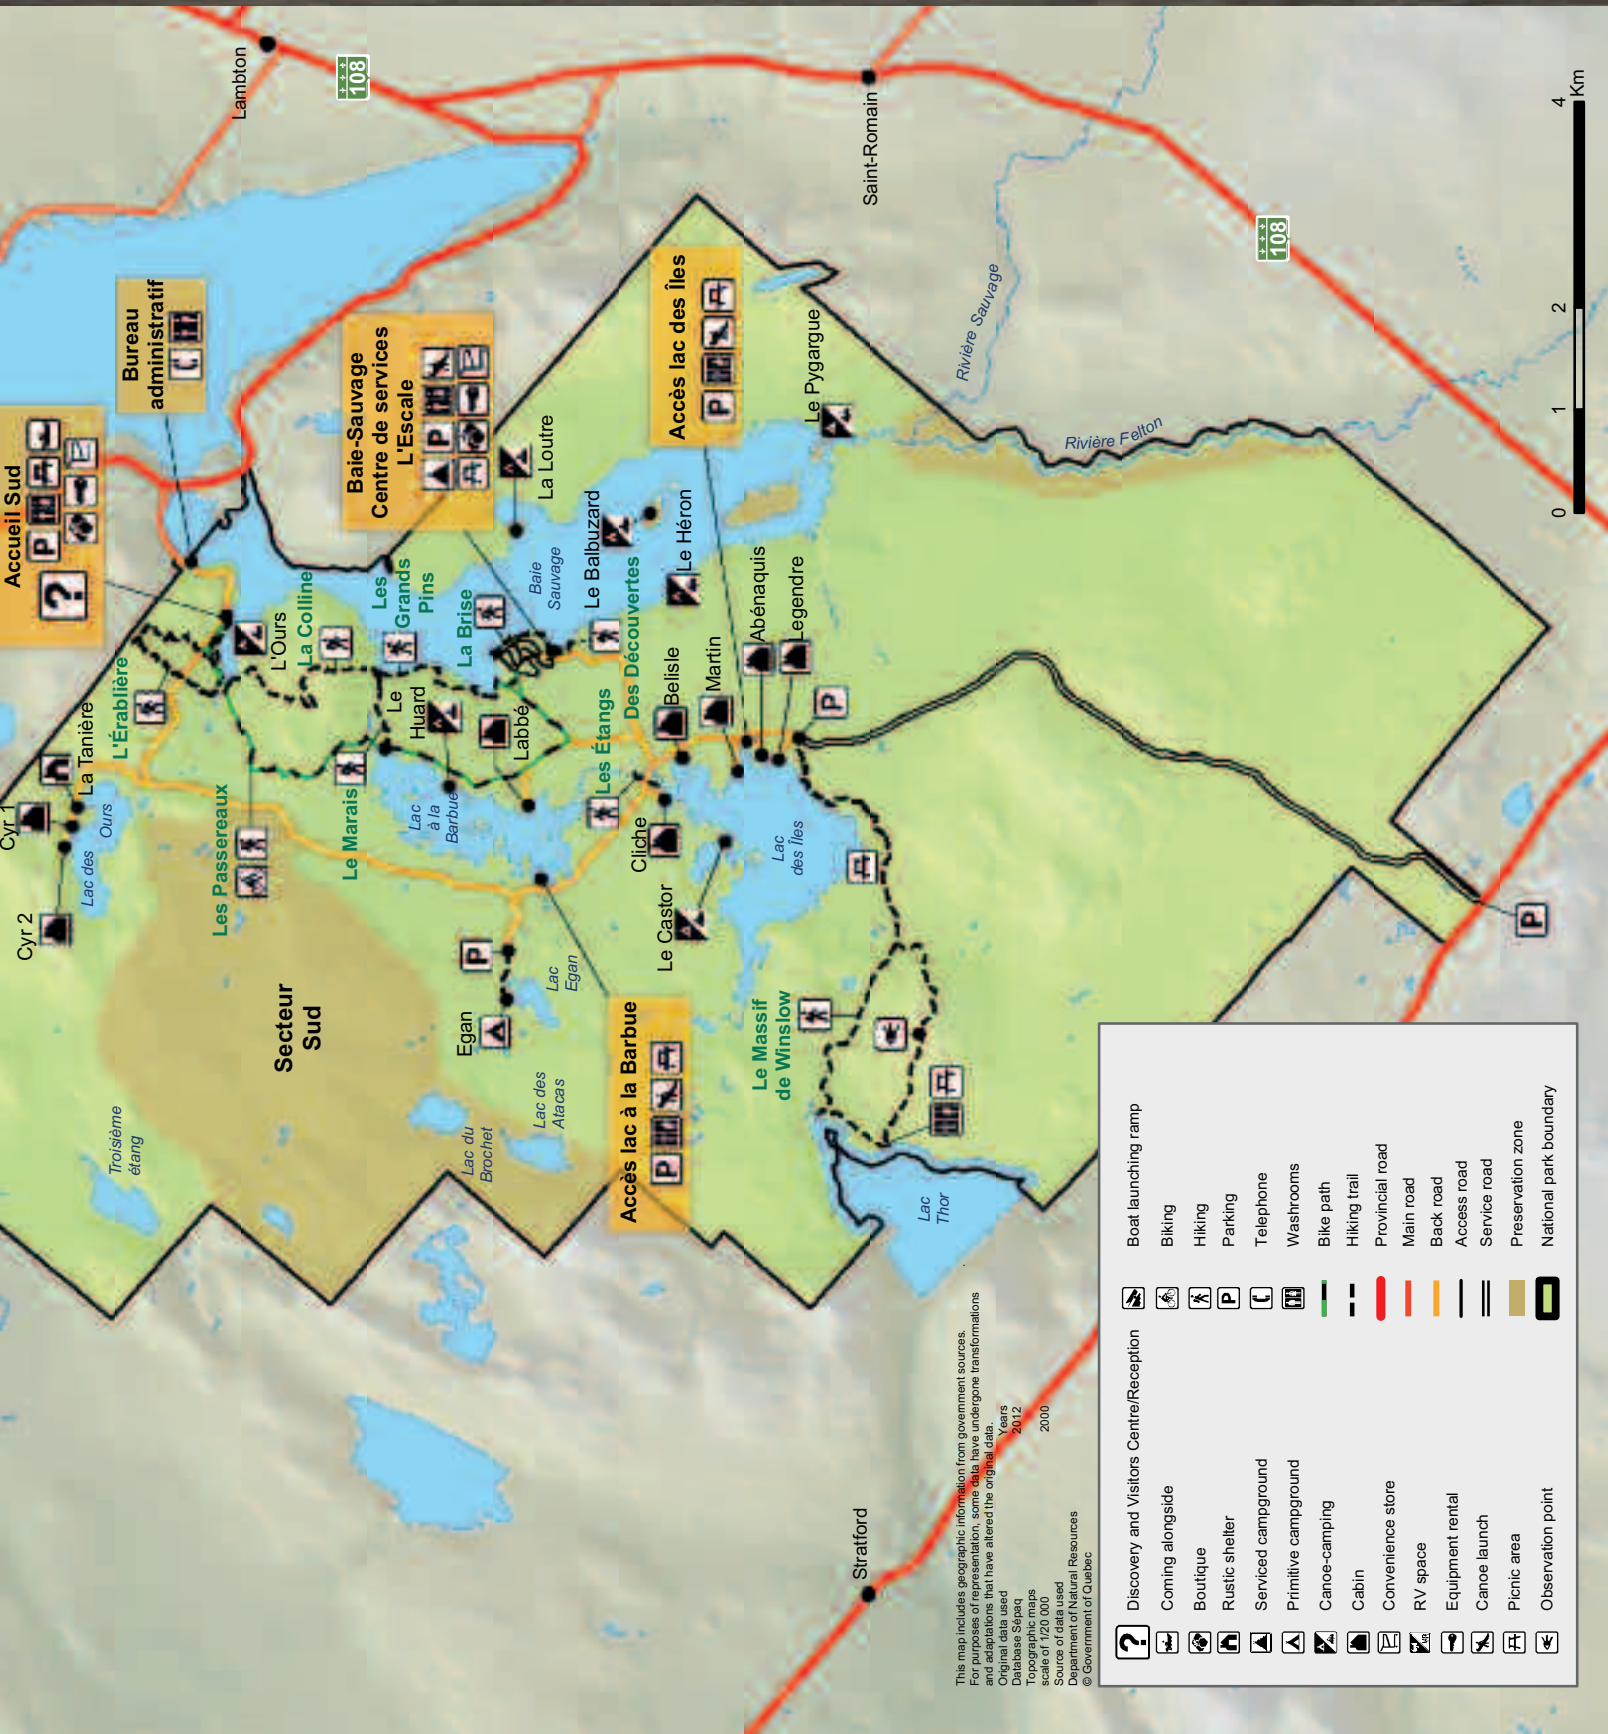 Lambton
108
Saint-Romain
108
Rivière Sauvage
Rivière Felton
Bureau
administratif
Accueil Sud
P
?
Baie-Sauvage
Centre de services
L'Escale
P
Accès lac des Îles
P
Le Pygargue
La Loutre
Le Balbuzard
Baie
Sauvage
Le Héron
L'Ours
La Colline
Les
Grands
Pins
La Brise
Des Découvertes
Abénaquis
Legendre
Belisle
Martin
P
L'Érablière
La Tanière
Cyr 1
Cyr 2
Lac des
Ours
Les Passereaux
Le Marais
Le
Huard
Labbé
Lac
à la
Barbue
Les Étangs
Cliche
Le Castor
Lac
des Îles
Secteur
Sud
P
Egan
Lac
Egan
Accès lac à la Barbue
P
Le Massif
de Winslow
P
Troisième
étang
Lac du
Brochet
Lac des
Atacas
Lac
Thor
Stratford
0
1
2
4
Km
This map includes geographic information from government sources.
For purposes of representation, some data have undergone transformations
and adaptations that have altered the original data.
Original data used
Years
Database Sépaq
2012
Topographic maps
scale of 1/20 000
2000
Source of data used
Department of Natural Resources
© Government of Quebec
? Discovery and Visitors Centre/Reception
Coming alongside
Boutique
Rustic shelter
Serviced campground
Primitive campground
Canoe-camping
Cabin
Convenience store
RV space
Equipment rental
Canoe launch
Picnic area
Observation point
Boat launching ramp
Biking
Hiking
P Parking
Telephone
Washrooms
Bike path
Hiking trail
Provincial road
Main road
Back road
Access road
Service road
Preservation zone
National park boundary